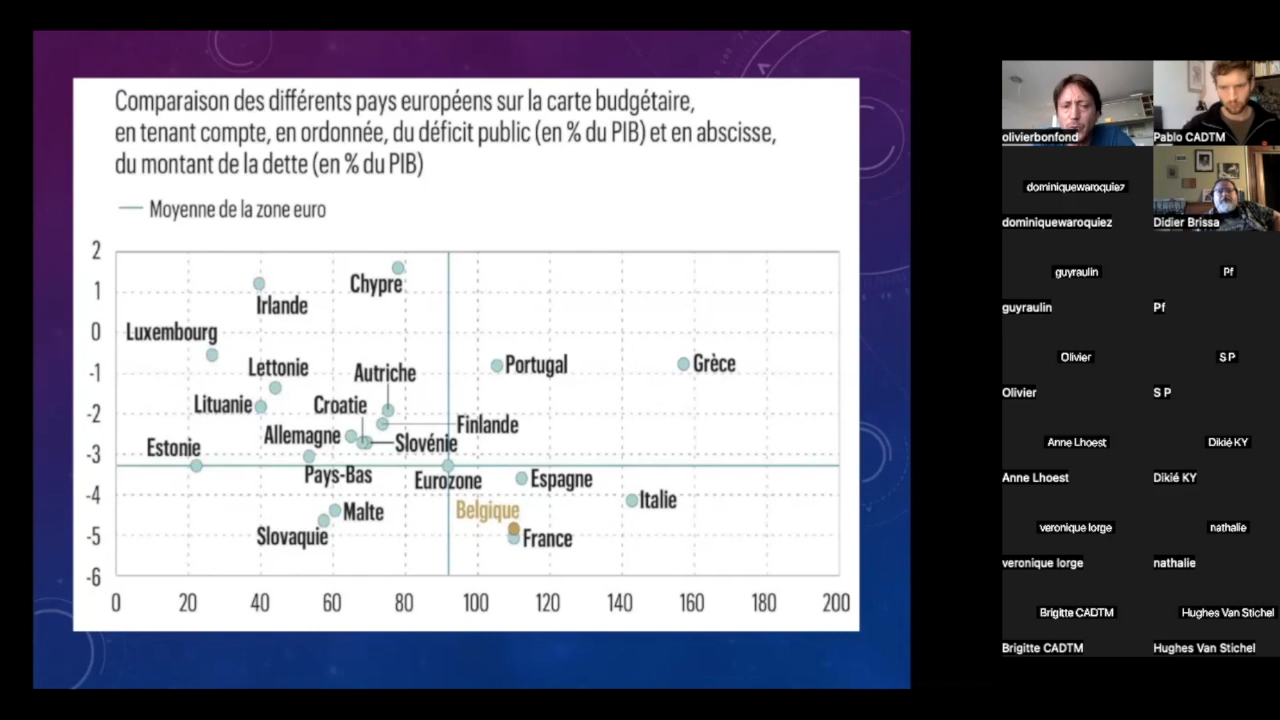 Comparaison des différents pays européens sur la carte budgétaire,
en tenant compte, en ordonnée, du déficit public (en % du PIB) et en abscisse,
du montant de la dette (en % du PIB)
Moyenne de la zone euro
2
1
0
-1
-2
-3
-4
-5
-6
Chypre
Irlande
Luxembourg
Lettonie
Autriche
Portugal
Grèce
Lituanie
Croatie
Finlande
Allemagne
Slovénie
Estonie
Pays-Bas
Eurozone
Espagne
Italie
Malte
Belgique
Slovaquie
France
0 20 40 60 80 100 120 140 160 180 200
olivierbonfond
Pablo CADTM
dominiquewaroquiez
dominiquewaroquiez
Didier Brissa
guyraulin
Pf
guyraulin
Pf
Olivier
S P
Olivier
S P
Anne Lhoest
Dikié KY
Anne Lhoest
Dikié KY
veronique lorge
nathalie
veronique lorge
nathalie
Brigitte CADTM
Hughes Van Stichel
Brigitte CADTM
Hughes Van Stichel